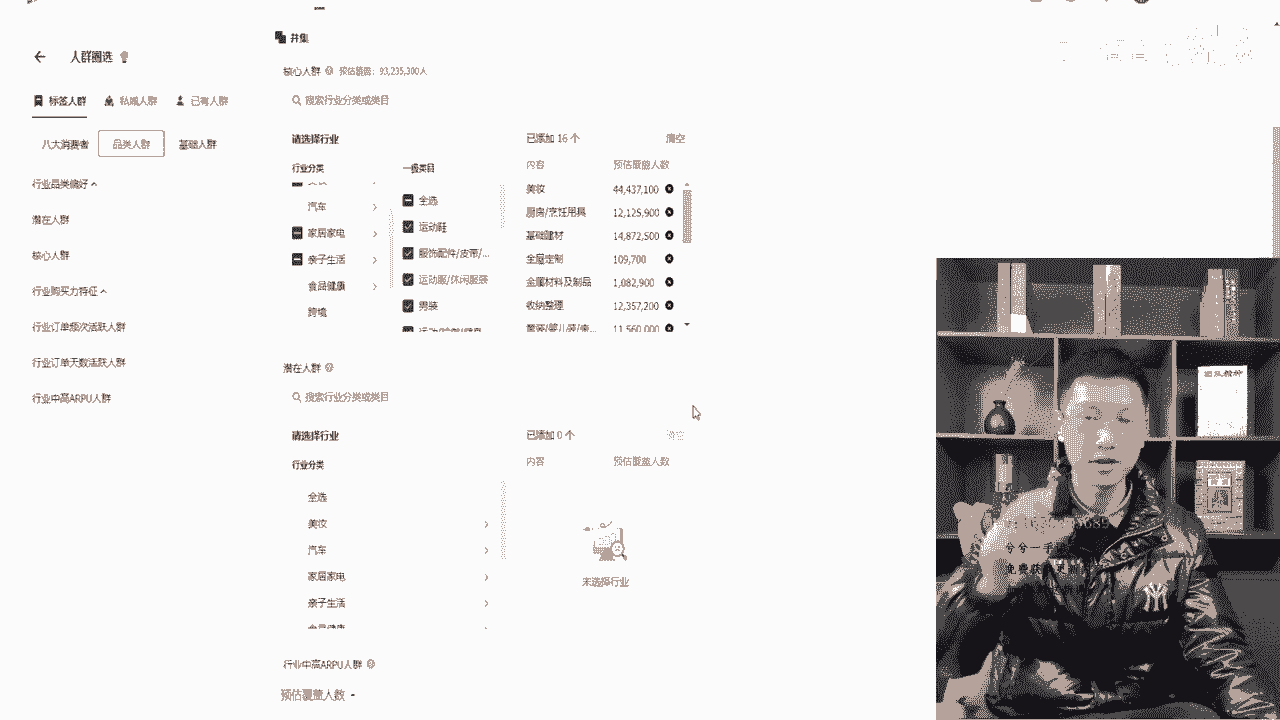 并集
人群圈选
核心人群 预估覆盖: 93,235,300人
标签人群 私域人群 已有人群
搜索行业分类或类目
八大消费者 品类人群 基础人群
请选择行业 已添加 16 个 清空
行业分类 一级类目 内容 预估覆盖人数
行业品类偏好
美妆 44,437,100
全选
汽车
潜在人群
厨房/烹饪用具 12,125,900
运动鞋
家居家电
基础建材 14,872,500
服饰配件/皮带/...
核心人群
亲子生活
全屋定制 109,700
运动服/休闲服装
食品健康
金属材料及制品 1,082,900
行业购买力特征
男装
跨境
收纳整理 12,357,200
行业订单频次活跃人群
童装/婴儿装/亲... 11,560,000
行业订单天数活跃人群
潜在人群
行业中高ARPU人群
搜索行业分类或类目
请选择行业 已添加 0 个 清空
行业分类 内容 预估覆盖人数
全选
美妆
汽车
家居家电
未选择行业
亲子生活
食品健康
行业中高ARPU人群
预估覆盖人数